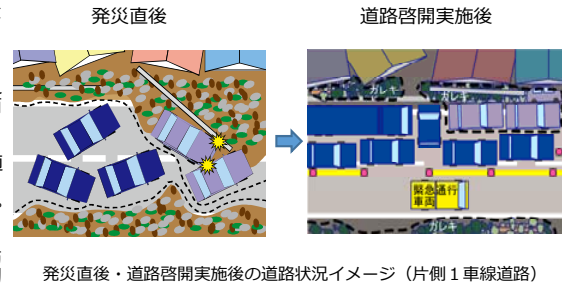 発災直後
道路啓開実施後
ガレキ
ガレキ
緊急通行
車両
ガレキ
発災直後・道路啓開実施後の道路状況イメージ（片側１車線道路）